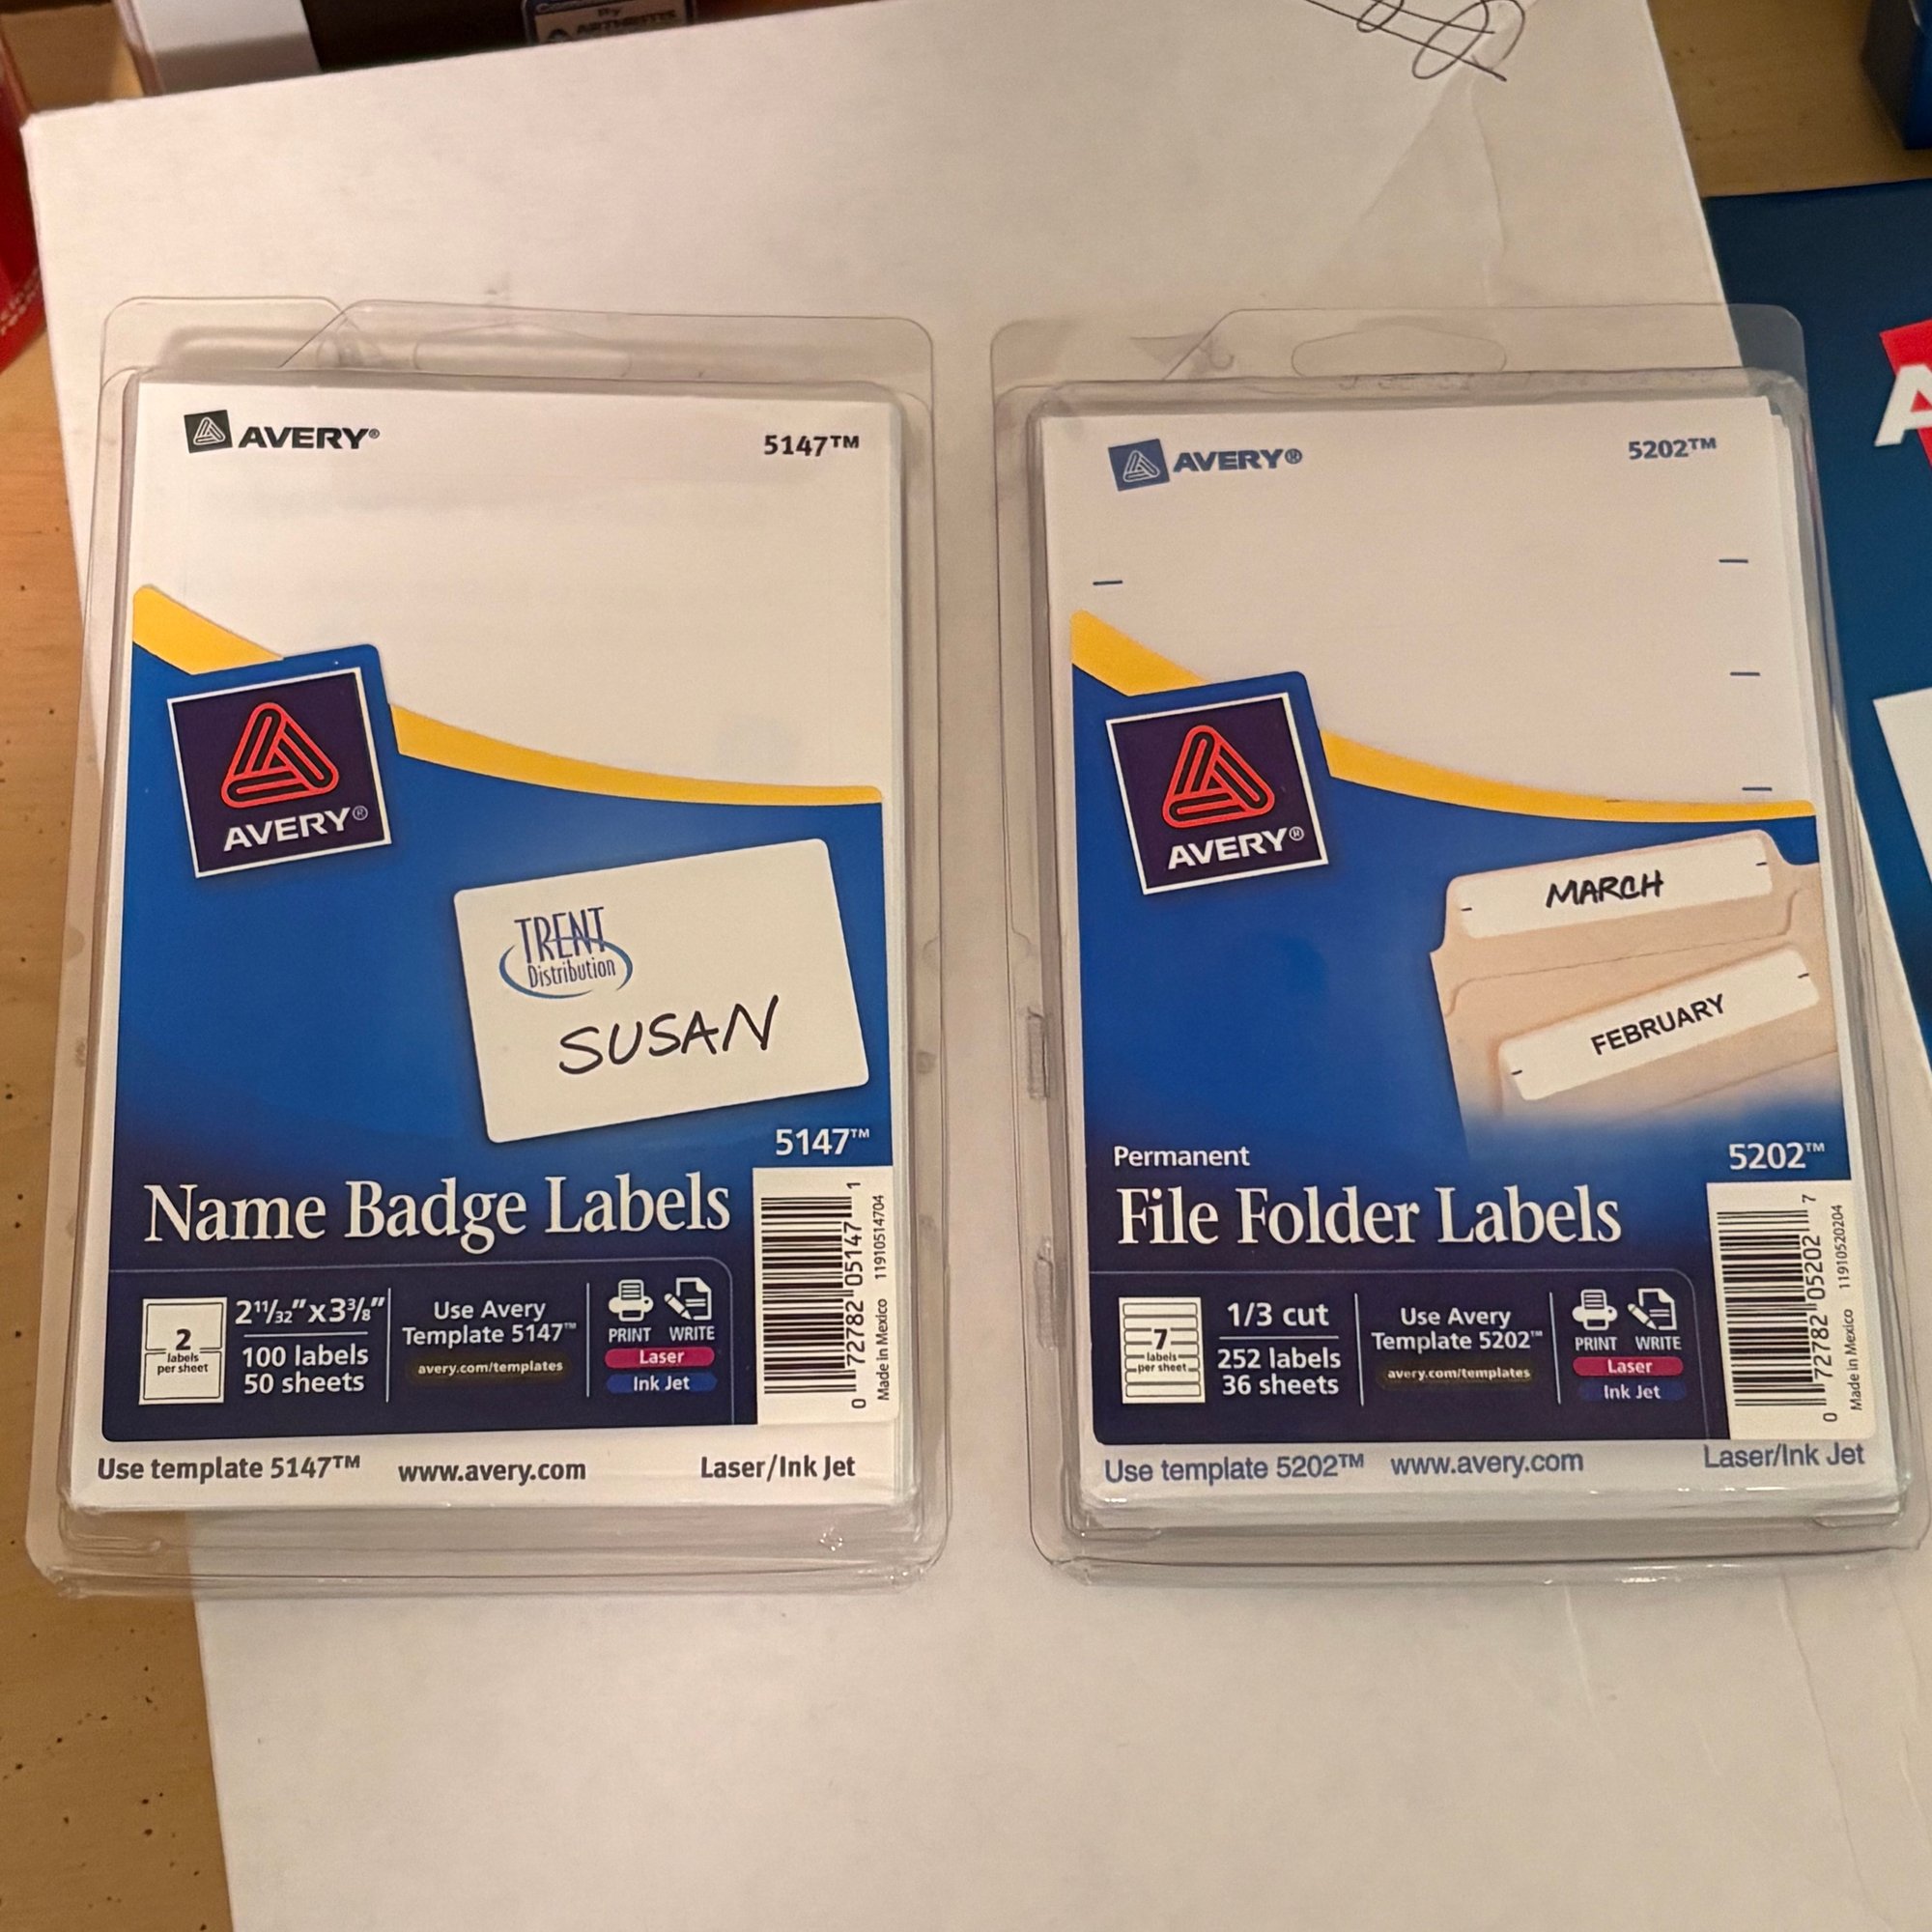 By
AVERY® 5147™
AVERY®
TRENT
Distribution
SUSAN
5147™
Name Badge Labels
2
labels
per sheet
2 11/32" x 3 3/8"
100 labels
50 sheets
Use Avery
Template 5147™
avery.com/templates
PRINT WRITE
Laser
Ink Jet
0 72782 05147 1
Made in Mexico 11910514704
Use template 5147™ www.avery.com Laser/Ink Jet
AVERY® 5202™
AVERY®
MARCH
FEBRUARY
Permanent
5202™
File Folder Labels
7
labels
per sheet
1/3 cut
252 labels
36 sheets
Use Avery
Template 5202™
avery.com/templates
PRINT WRITE
Laser
Ink Jet
0 72782 05202 7
Made in Mexico 11910520204
Use template 5202™ www.avery.com Laser/Ink Jet